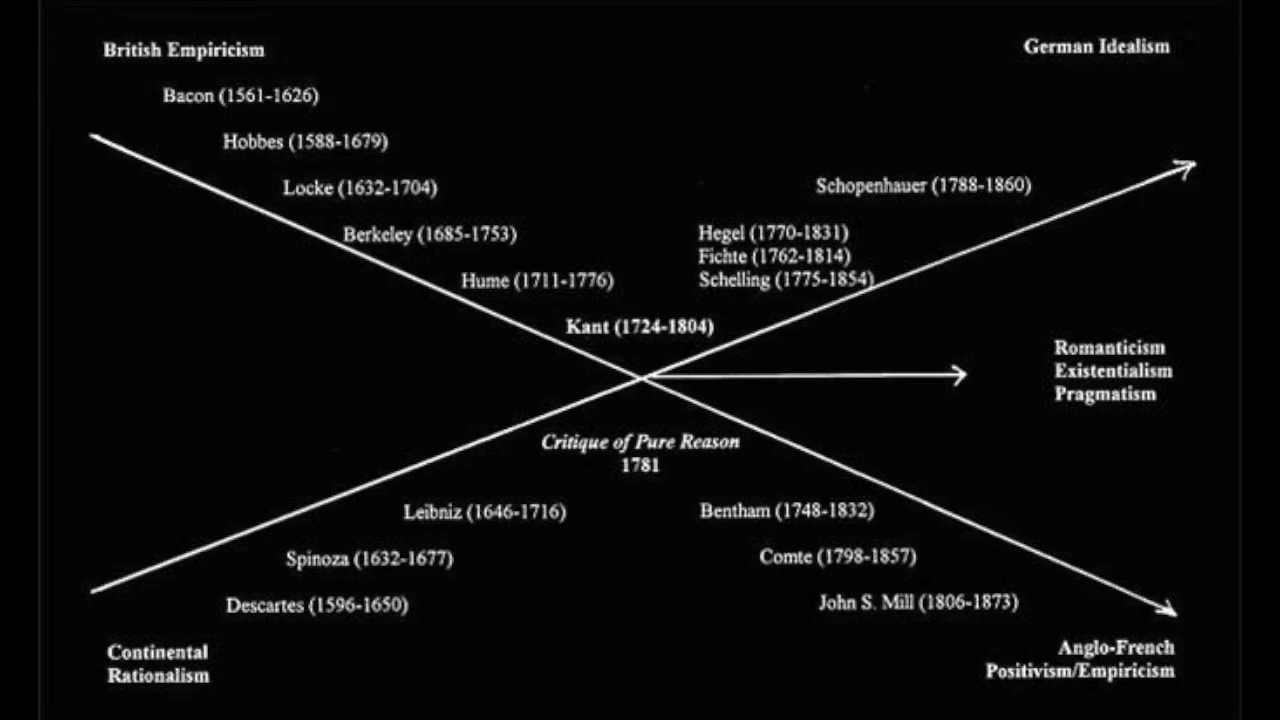 British Empiricism
German Idealism
Bacon (1561-1626)
Hobbes (1588-1679)
Locke (1632-1704)
Schopenhauer (1788-1860)
Berkeley (1685-1753)
Hegel (1770-1831)
Fichte (1762-1814)
Hume (1711-1776)
Schelling (1775-1854)
Kant (1724-1804)
Romanticism
Existentialism
Pragmatism
Critique of Pure Reason
1781
Leibniz (1646-1716)
Bentham (1748-1832)
Spinoza (1632-1677)
Comte (1798-1857)
Descartes (1596-1650)
John S. Mill (1806-1873)
Continental
Rationalism
Anglo-French
Positivism/Empiricism